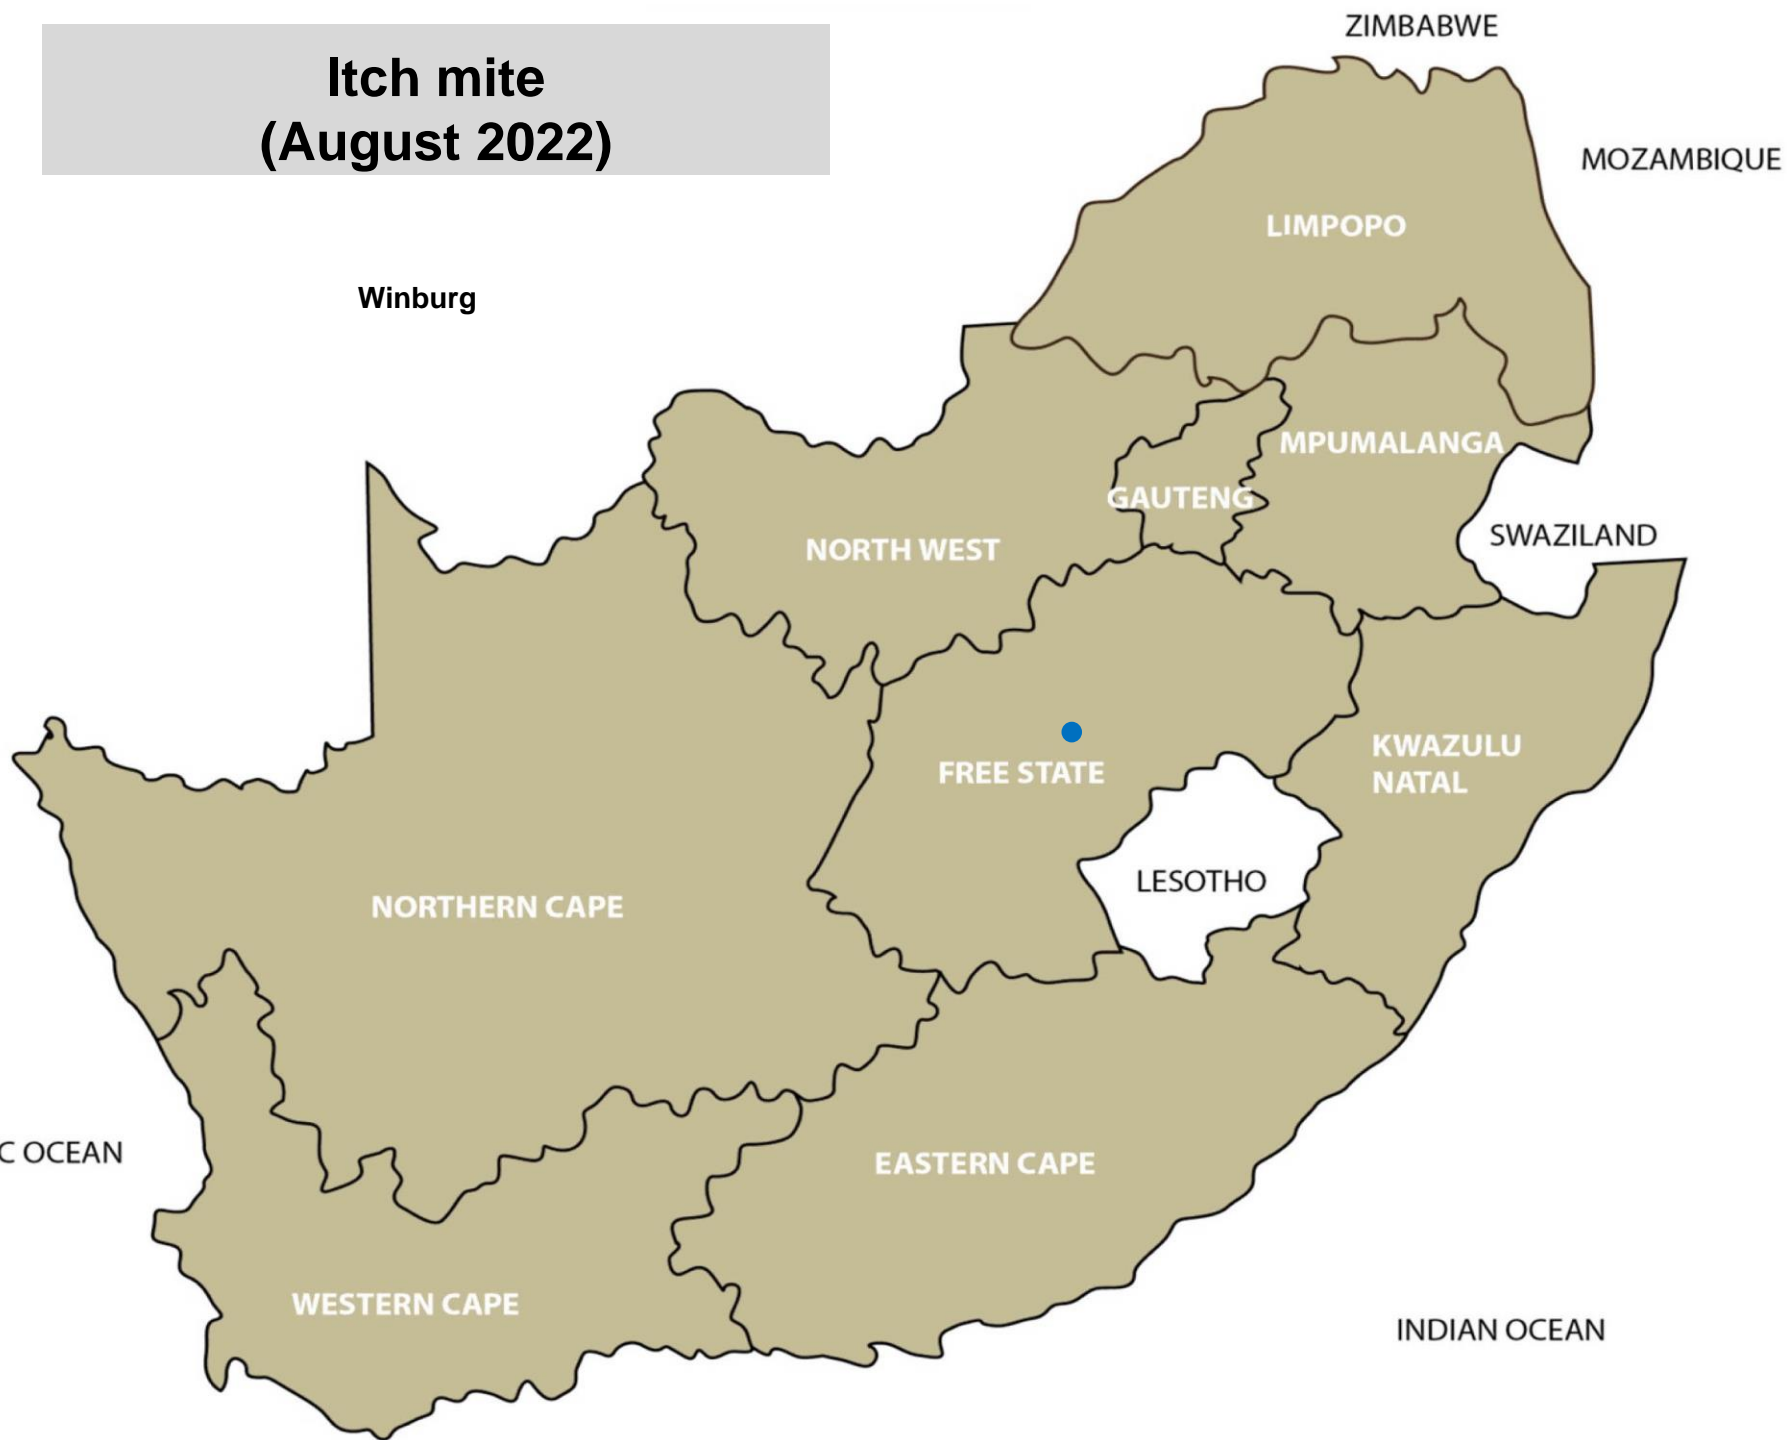 Itch mite
(August 2022)
ZIMBABWE
MOZAMBIQUE
LIMPOPO
Winburg
MPUMALANGA
GAUTENG
SWAZILAND
NORTH WEST
KWAZULU
NATAL
FREE STATE
LESOTHO
NORTHERN CAPE
C OCEAN
EASTERN CAPE
WESTERN CAPE
INDIAN OCEAN